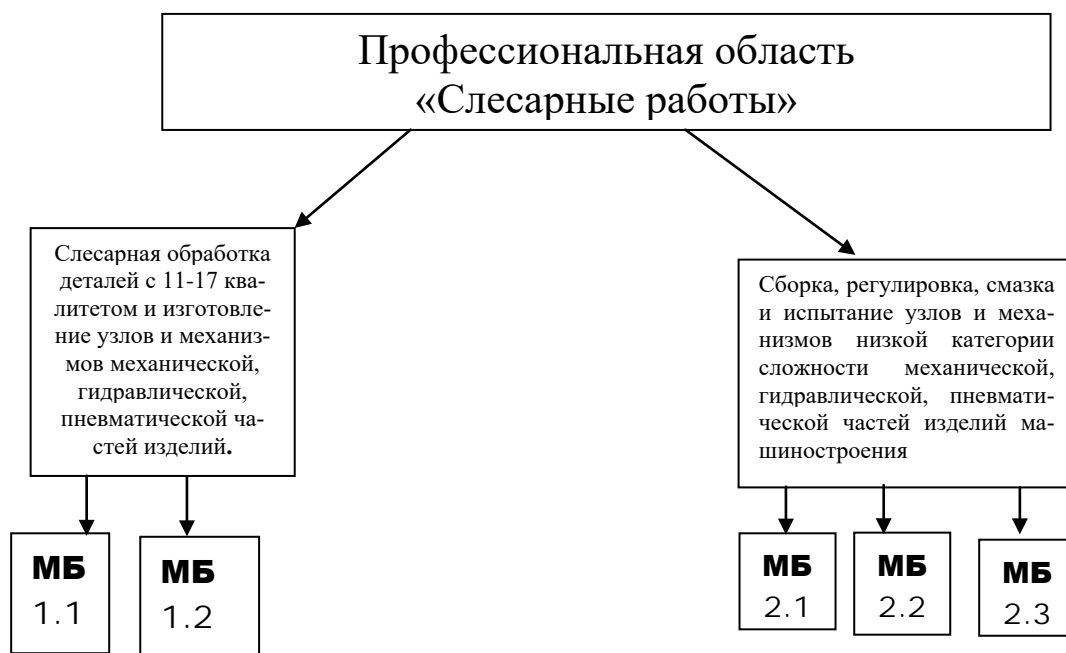 Профессиональная область
«Слесарные работы»
Слесарная обработка
деталей с 11-17 ква-
литетом и изготовле-
ние узлов и механиз-
мов механической,
гидравлической,
пневматической ча-
стей изделий.
Сборка, регулировка, смазка
и испытание узлов и меха-
низмов низкой категории
сложности механической,
гидравлической, пневмати-
ческой частей изделий ма-
шиностроения
МБ
1.1
МБ
1.2
МБ
2.1
МБ
2.2
МБ
2.3